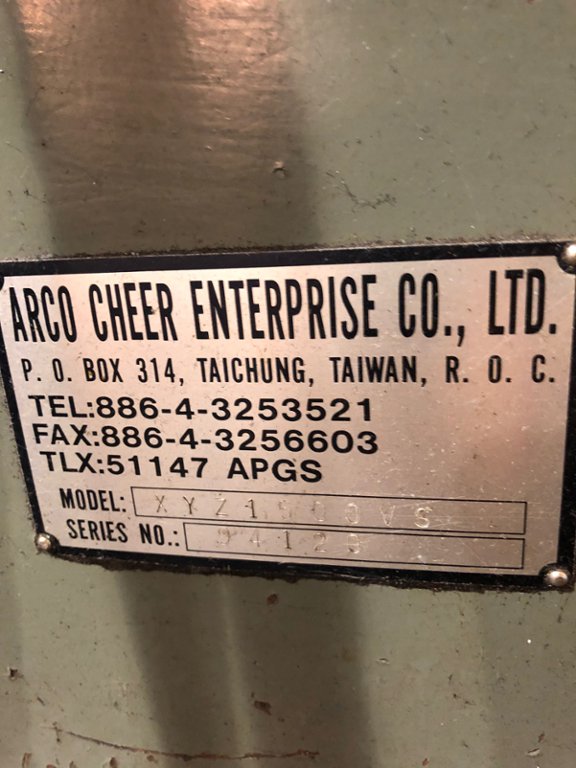 ARCO CHEER ENTERPRISE CO., LTD.
P. O. BOX 314, TAICHUNG, TAIWAN, R. O. C.
TEL:886-4-3253521
FAX:886-4-3256603
TLX:51147 APGS
MODEL: XYZ1500VS
SERIES NO.: